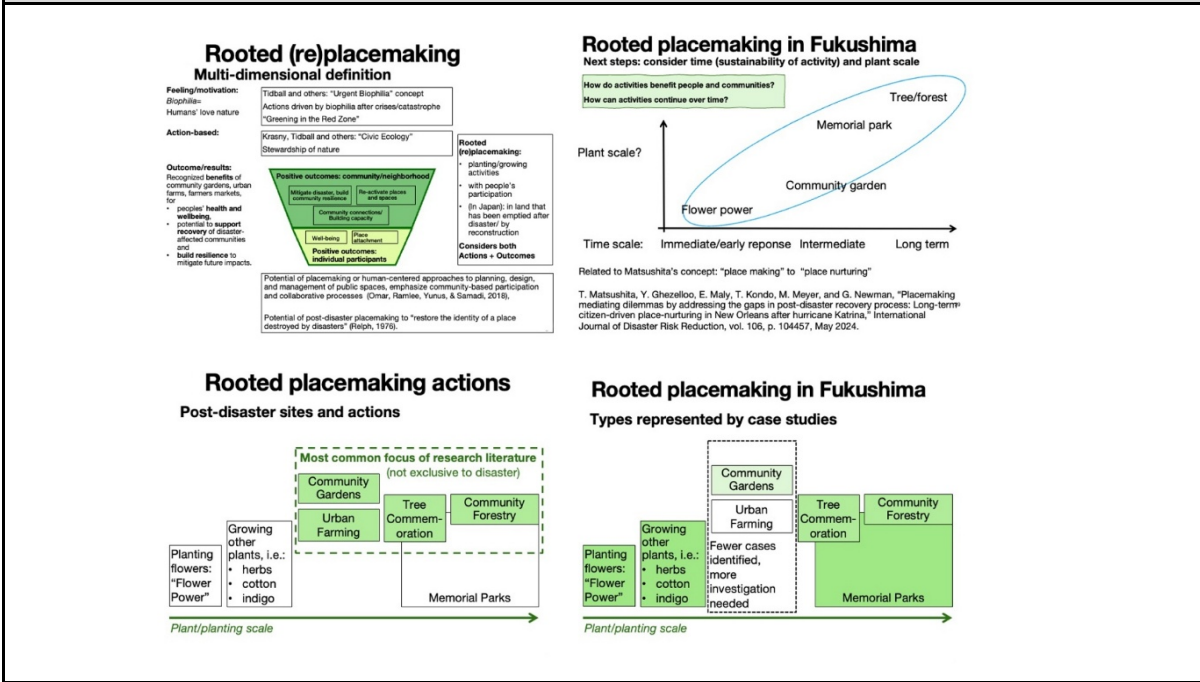 Rooted (re)placemaking
Multi-dimensional definition
Feeling/motivation:
Biophilia=
Humans' love nature
Tidball and others: "Urgent Biophilia" concept
Actions driven by biophilia after crises/catastrophe
"Greening in the Red Zone"
Action-based:
Krasny, Tidball and others: "Civic Ecology"
Stewardship of nature
Outcome/results:
Recognized benefits of
community gardens, urban
farms, farmers markets,
for
• peoples' health and
wellbeing,
• potential to support
recovery of disaster-
affected communities
and
• build resilience to
mitigate future impacts.
Positive outcomes: community/neighborhood
Mitigate disaster, build
community resilience
Re-activate places
and spaces
Community connections/
Building capacity
Well-being
Place
attachment
Positive outcomes:
individual participants
Rooted
(re)placemaking:
• planting/growing
activities
• with people's
participation
• (In Japan): in land that
has been emptied after
disaster/ by
reconstruction
Considers both
Actions + Outcomes
Potential of placemaking or human-centered approaches to planning, design,
and management of public spaces, emphasize community-based participation
and collaborative processes (Omar, Ramlee, Yunus, & Samadi, 2018),
Potential of post-disaster placemaking to "restore the identity of a place
destroyed by disasters" (Relph, 1976).
Rooted placemaking in Fukushima
Next steps: consider time (sustainability of activity) and plant scale
How do activities benefit people and communities?
How can activities continue over time?
Plant scale?
Tree/forest
Memorial park
Community garden
Flower power
Time scale: Immediate/early reponse Intermediate Long term
Related to Matsushita's concept: "place making" to "place nurturing"
T. Matsushita, Y. Ghezelloo, E. Maly, T. Kondo, M. Meyer, and G. Newman, "Placemaking
mediating dilemmas by addressing the gaps in post-disaster recovery process: Long-term
citizen-driven place-nurturing in New Orleans after hurricane Katrina," International
Journal of Disaster Risk Reduction, vol. 106, p. 104457, May 2024.
Rooted placemaking actions
Post-disaster sites and actions
Most common focus of research literature
(not exclusive to disaster)
Community
Gardens
Urban
Farming
Tree
Commem-
oration
Community
Forestry
Planting
flowers:
"Flower
Power"
Growing
other
plants, i.e.:
• herbs
• cotton
• indigo
Memorial Parks
Plant/planting scale
Rooted placemaking in Fukushima
Types represented by case studies
Community
Gardens
Urban
Farming
Fewer cases
identified,
more
investigation
needed
Tree
Commem-
oration
Community
Forestry
Planting
flowers:
"Flower
Power"
Growing
other
plants, i.e.:
• herbs
• cotton
• indigo
Memorial Parks
Plant/planting scale